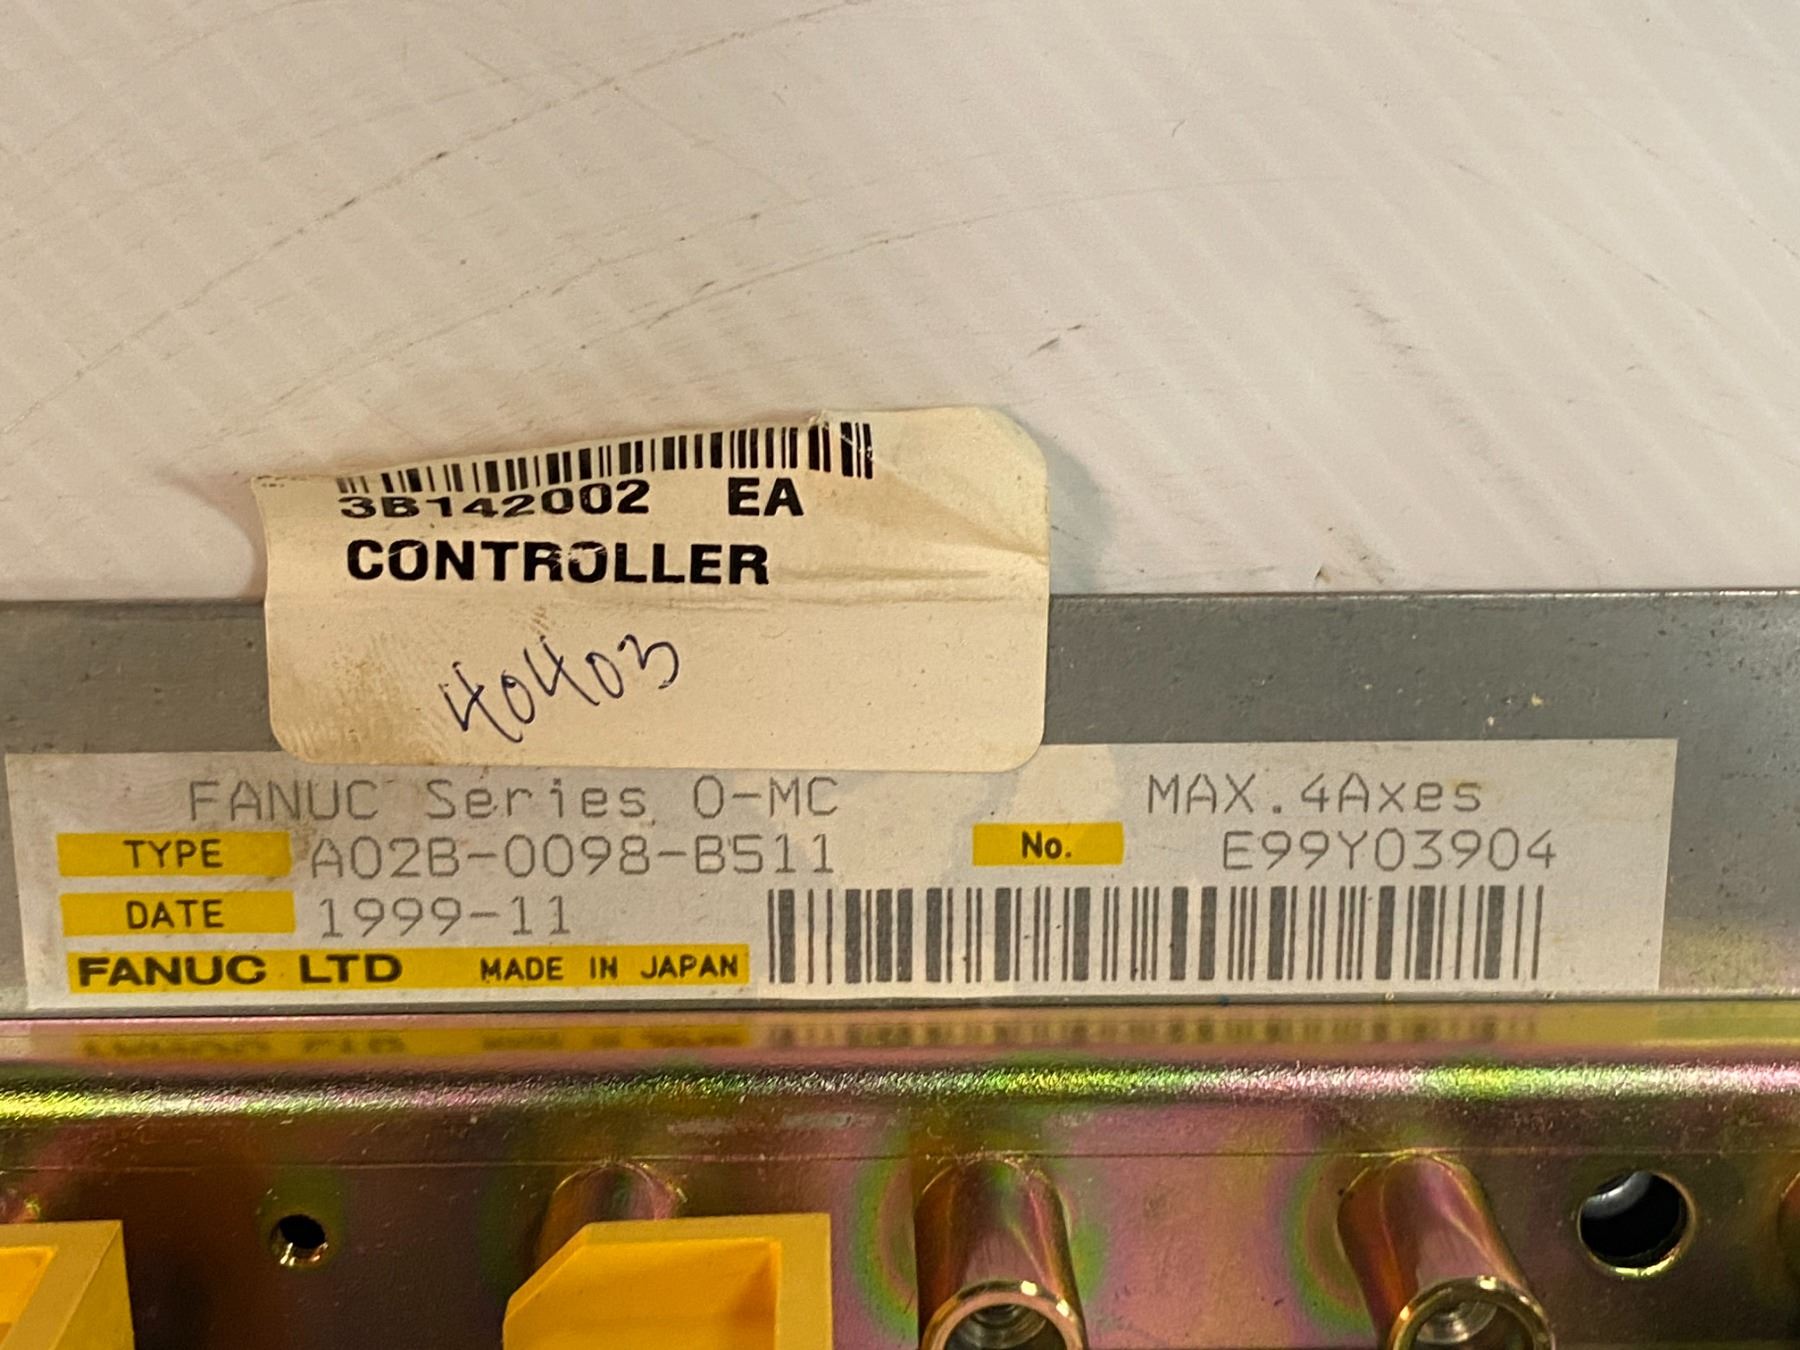 3B142002 EA
CONTROLLER
40403
FANUC Series 0-MC MAX.4Axes
TYPE A02B-0098-B511 No. E99Y03904
DATE 1999-11
FANUC LTD MADE IN JAPAN